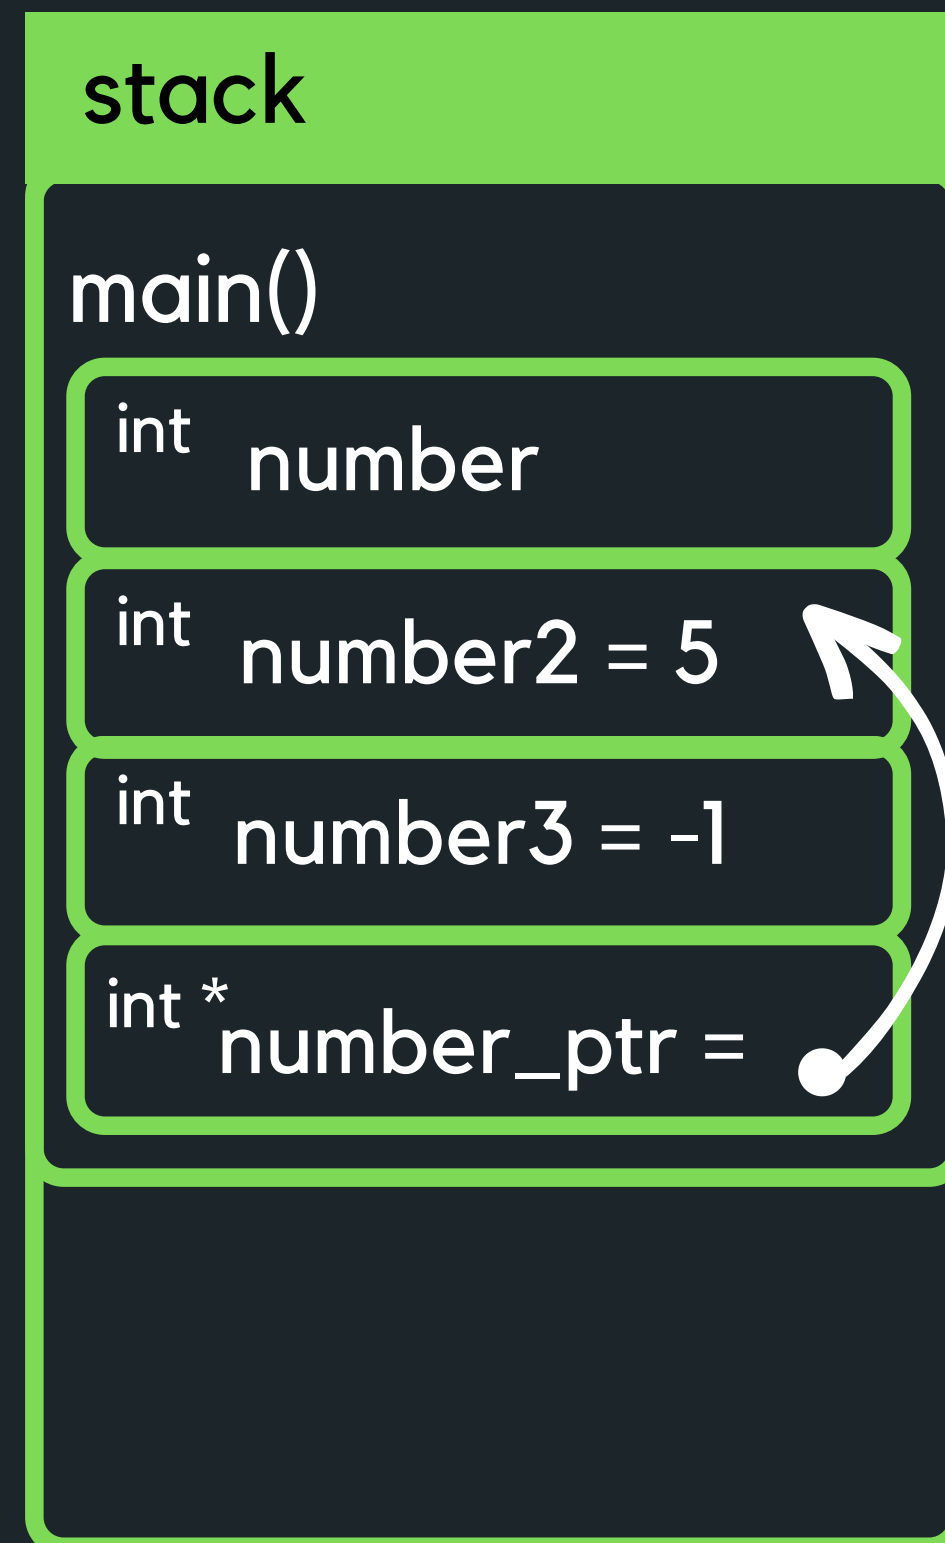 stack
main()
int number
int number2 = 5
int number3 = -1
int * number_ptr =